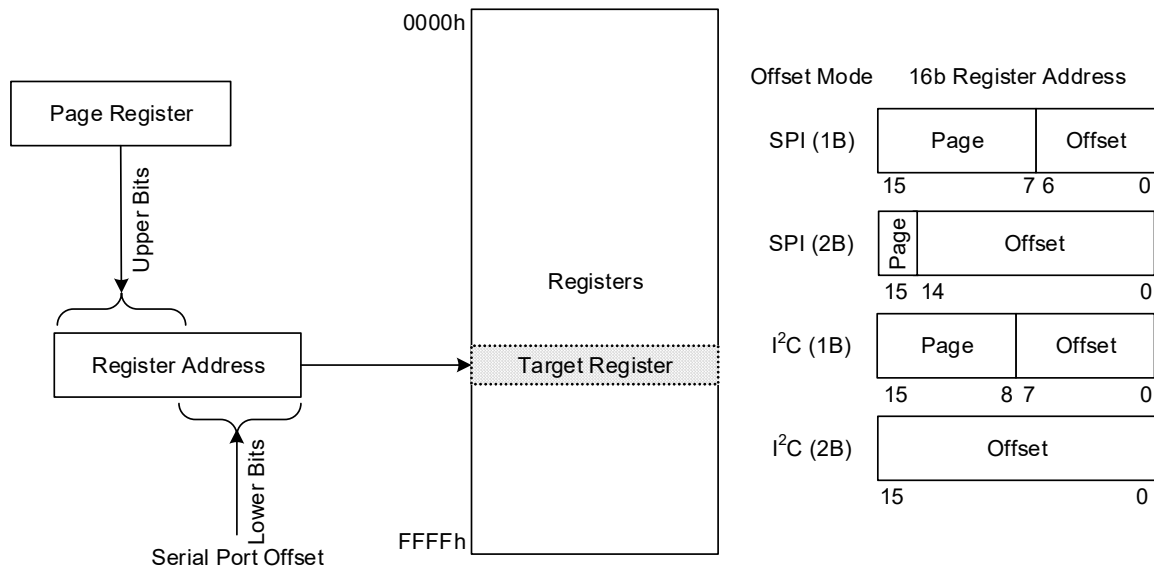 0000h
Page Register
Upper Bits
Register Address
Lower Bits
Serial Port Offset
Registers
Target Register
FFFFh
Offset Mode 16b Register Address
SPI (1B) Page Offset
15 7 6 0
SPI (2B) Page Offset
15 14 0
I²C (1B) Page Offset
15 8 7 0
I²C (2B) Offset
15 0